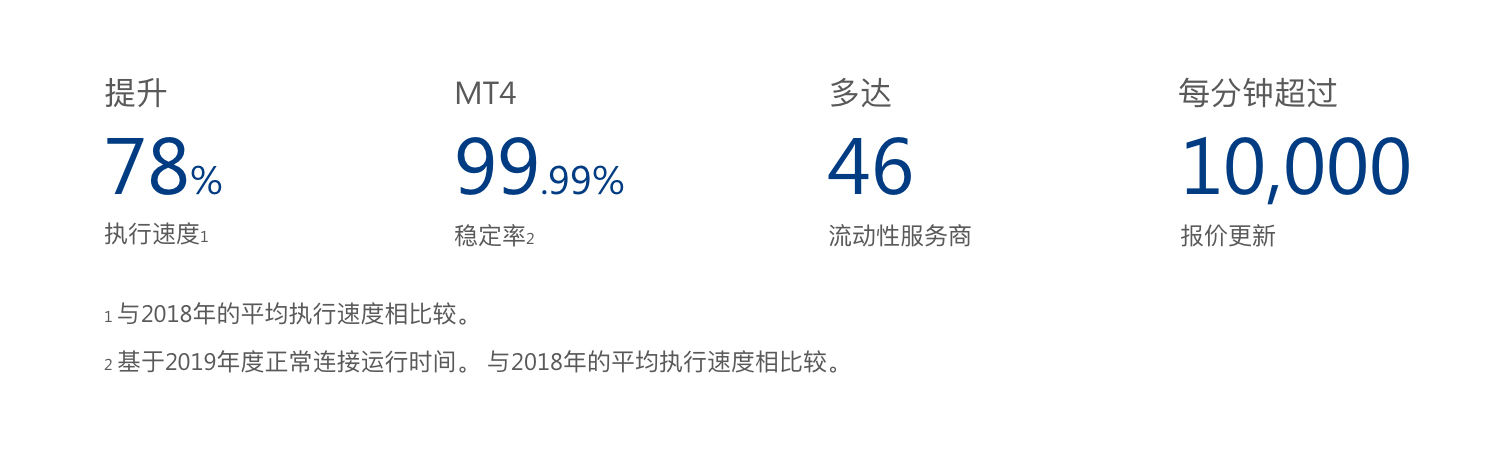 提升
78%
执行速度1
MT4
99.99%
稳定率2
多达
46
流动性服务商
每分钟超过
10,000
报价更新
1 与2018年的平均执行速度相比较。
2 基于2019年度正常连接运行时间。 与2018年的平均执行速度相比较。